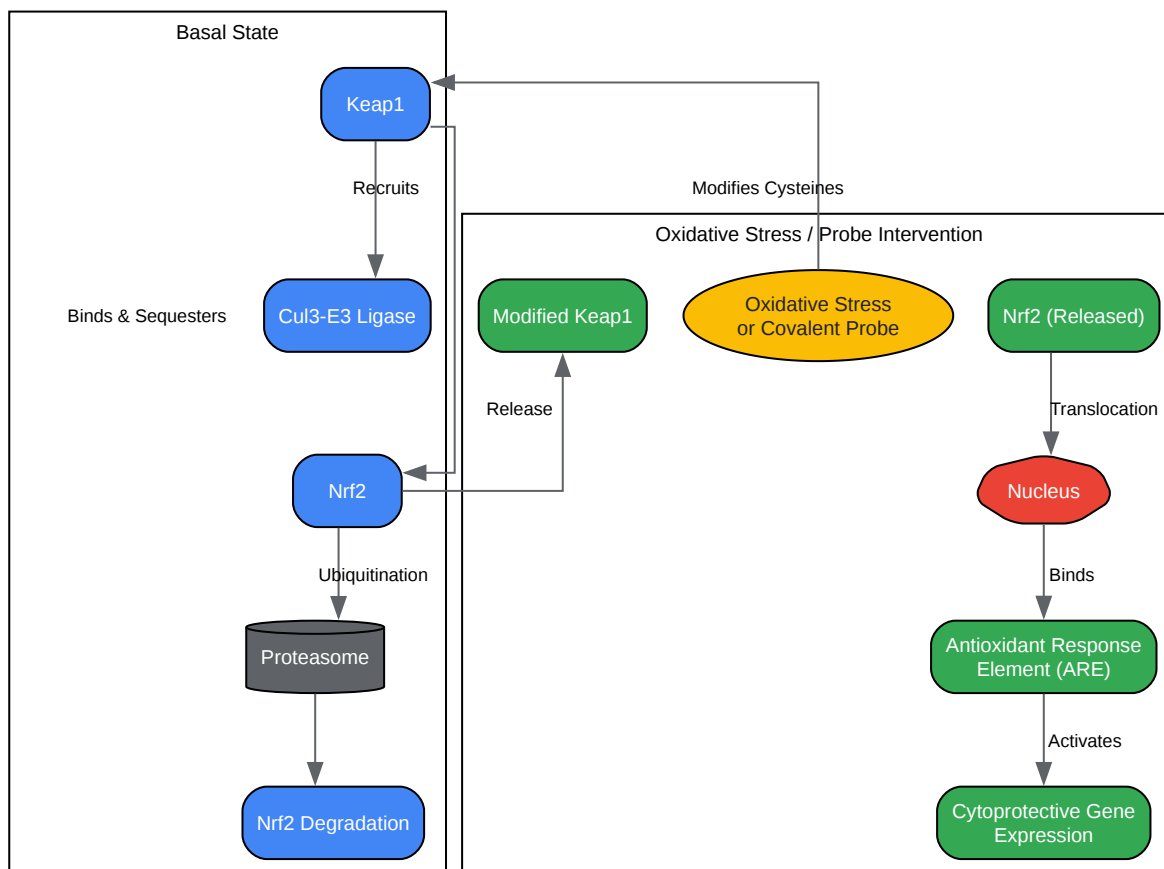 Basal State
Keap1
Recruits
Modifies Cysteines
Oxidative Stress / Probe Intervention
Binds & Sequesters
Cul3-E3 Ligase
Modified Keap1
Oxidative Stress
or Covalent Probe
Nrf2 (Released)
Release
Translocation
Nrf2
Nucleus
Ubiquitination
Binds
Proteasome
Antioxidant Response
Element (ARE)
Activates
Nrf2 Degradation
Cytoprotective Gene
Expression